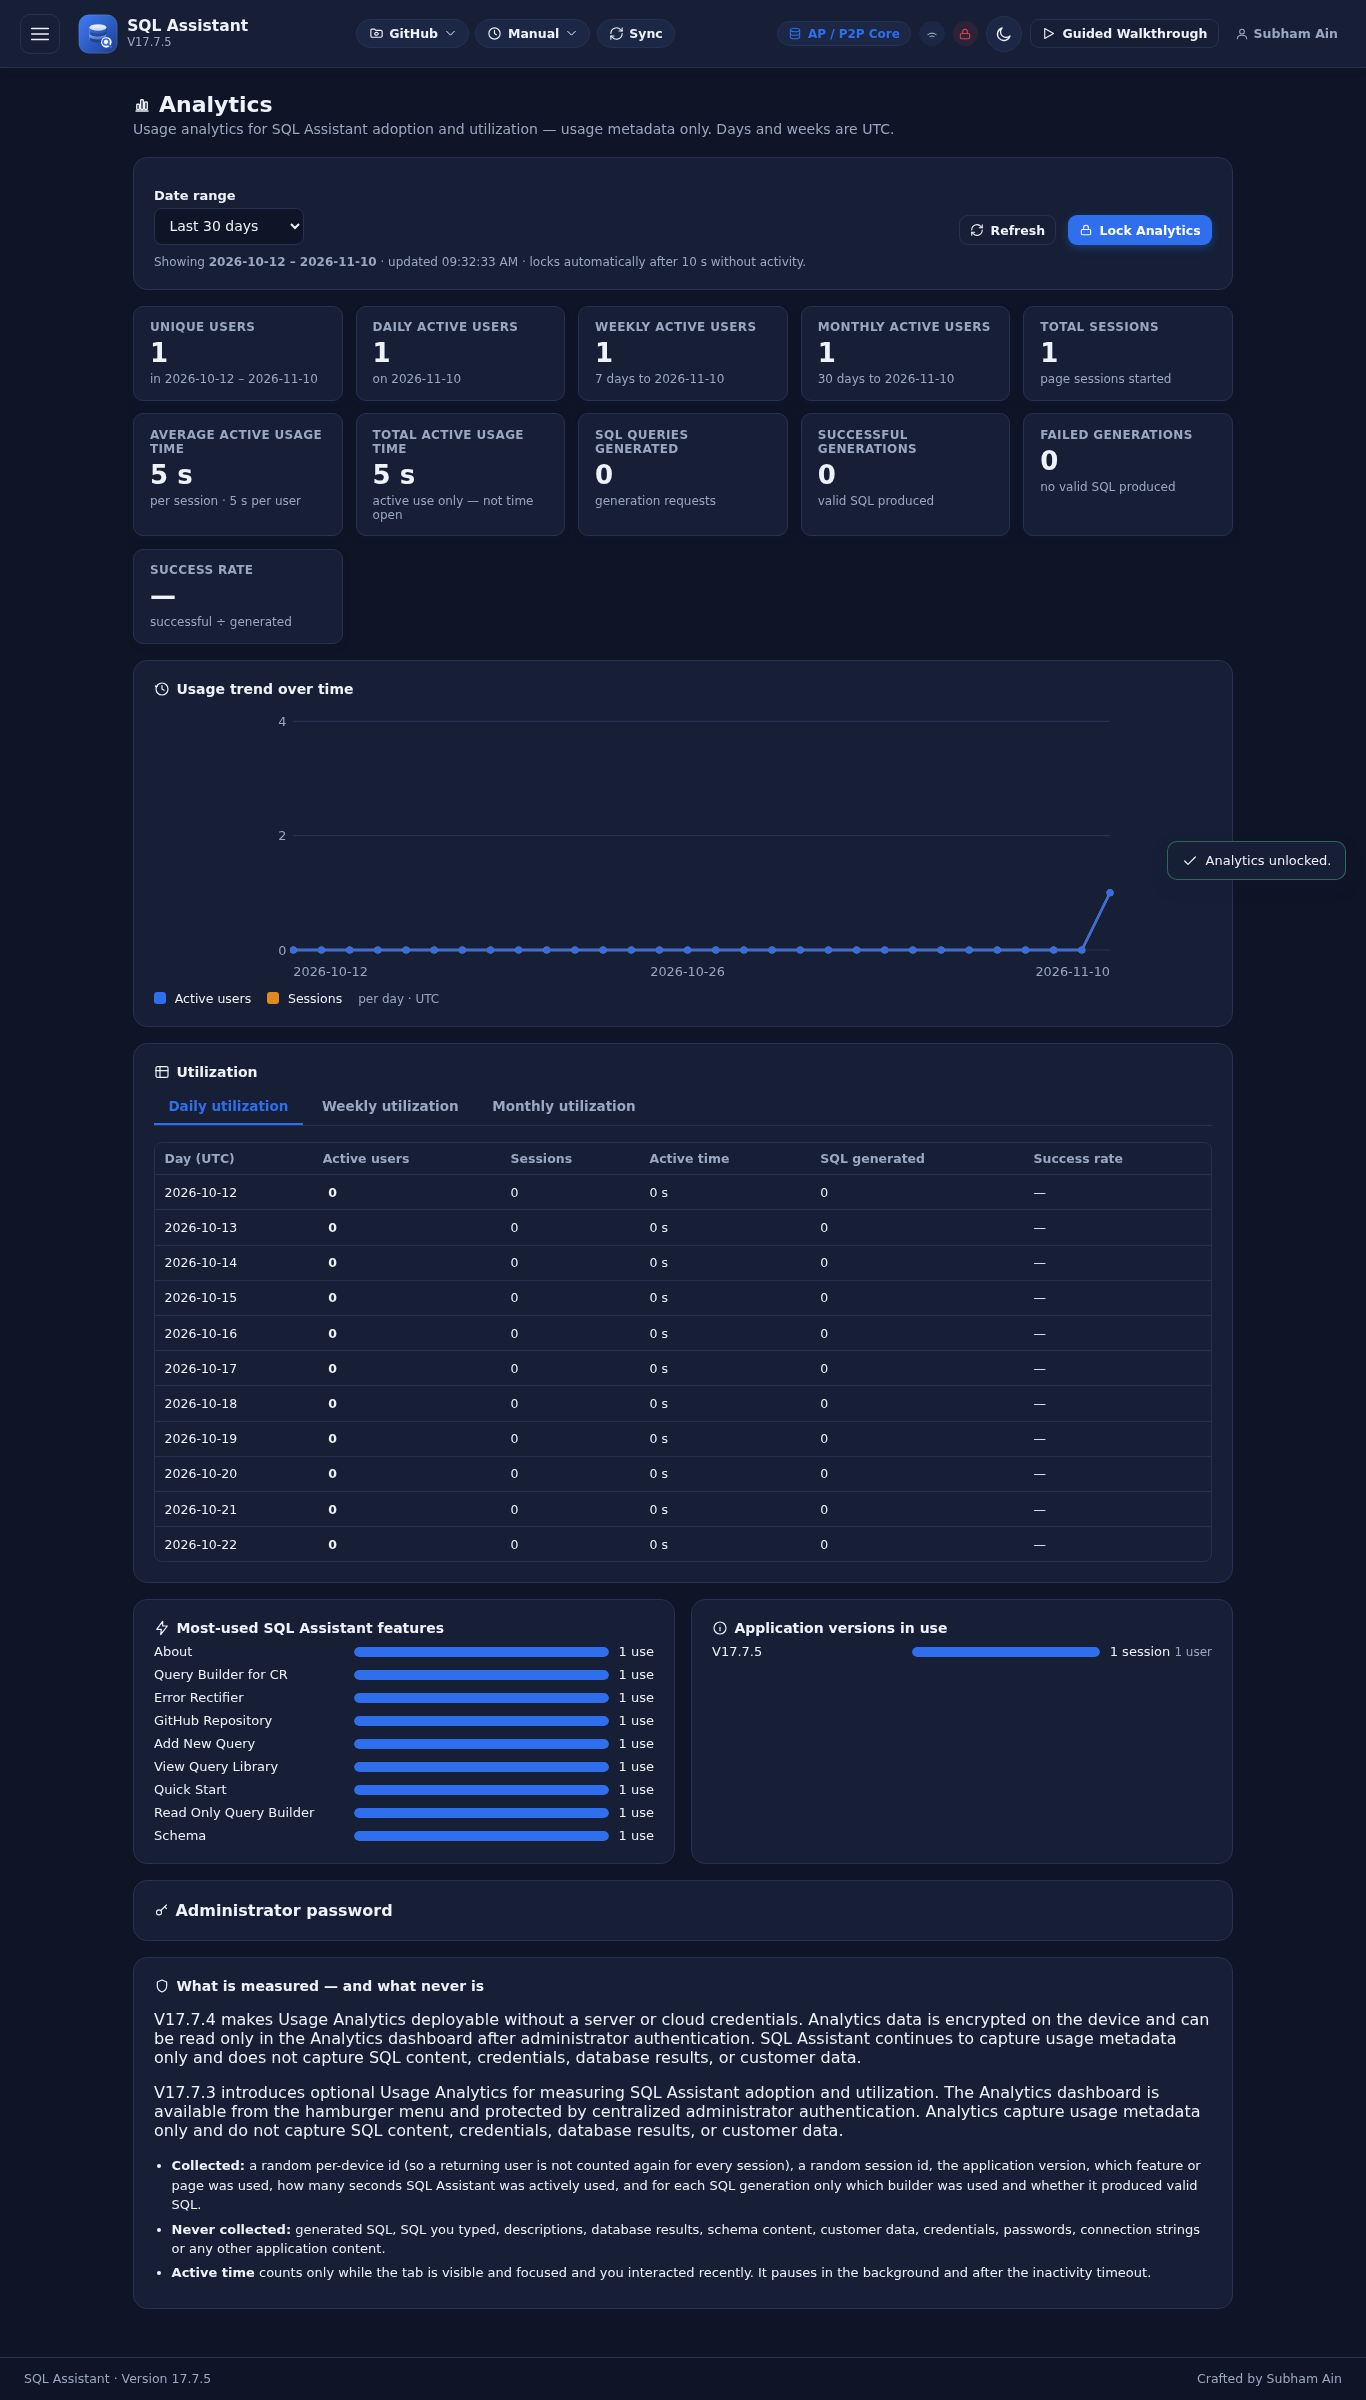 SQL Assistant
V17.7.5
GitHub
Manual
Sync
AP / P2P Core
Guided Walkthrough
Subham Ain
Analytics
Usage analytics for SQL Assistant adoption and utilization — usage metadata only. Days and weeks are UTC.
Date range
Last 30 days
Refresh
Lock Analytics
Showing 2026-10-12 – 2026-11-10 · updated 09:32:33 AM · locks automatically after 10 s without activity.
UNIQUE USERS
1
in 2026-10-12 – 2026-11-10
DAILY ACTIVE USERS
1
on 2026-11-10
WEEKLY ACTIVE USERS
1
7 days to 2026-11-10
MONTHLY ACTIVE USERS
1
30 days to 2026-11-10
TOTAL SESSIONS
1
page sessions started
AVERAGE ACTIVE USAGE
TIME
5 s
per session · 5 s per user
TOTAL ACTIVE USAGE
TIME
5 s
active use only — not time
open
SQL QUERIES
GENERATED
0
generation requests
SUCCESSFUL
GENERATIONS
0
valid SQL produced
FAILED GENERATIONS
0
no valid SQL produced
SUCCESS RATE
—
successful ÷ generated
Usage trend over time
4
2
0
2026-10-12
2026-10-26
2026-11-10
Active users
Sessions
per day · UTC
Analytics unlocked.
Utilization
Daily utilization
Weekly utilization
Monthly utilization
Day (UTC) Active users Sessions Active time SQL generated Success rate
2026-10-12 0 0 0 s 0 —
2026-10-13 0 0 0 s 0 —
2026-10-14 0 0 0 s 0 —
2026-10-15 0 0 0 s 0 —
2026-10-16 0 0 0 s 0 —
2026-10-17 0 0 0 s 0 —
2026-10-18 0 0 0 s 0 —
2026-10-19 0 0 0 s 0 —
2026-10-20 0 0 0 s 0 —
2026-10-21 0 0 0 s 0 —
2026-10-22 0 0 0 s 0 —
Most-used SQL Assistant features
About 1 use
Query Builder for CR 1 use
Error Rectifier 1 use
GitHub Repository 1 use
Add New Query 1 use
View Query Library 1 use
Quick Start 1 use
Read Only Query Builder 1 use
Schema 1 use
Application versions in use
V17.7.5 1 session 1 user
Administrator password
What is measured — and what never is
V17.7.4 makes Usage Analytics deployable without a server or cloud credentials. Analytics data is encrypted on the device and can
be read only in the Analytics dashboard after administrator authentication. SQL Assistant continues to capture usage metadata
only and does not capture SQL content, credentials, database results, or customer data.
V17.7.3 introduces optional Usage Analytics for measuring SQL Assistant adoption and utilization. The Analytics dashboard is
available from the hamburger menu and protected by centralized administrator authentication. Analytics capture usage metadata
only and do not capture SQL content, credentials, database results, or customer data.
• Collected: a random per-device id (so a returning user is not counted again for every session), a random session id, the application version, which feature or
page was used, how many seconds SQL Assistant was actively used, and for each SQL generation only which builder was used and whether it produced valid
SQL.
• Never collected: generated SQL, SQL you typed, descriptions, database results, schema content, customer data, credentials, passwords, connection strings
or any other application content.
• Active time counts only while the tab is visible and focused and you interacted recently. It pauses in the background and after the inactivity timeout.
SQL Assistant · Version 17.7.5
Crafted by Subham Ain